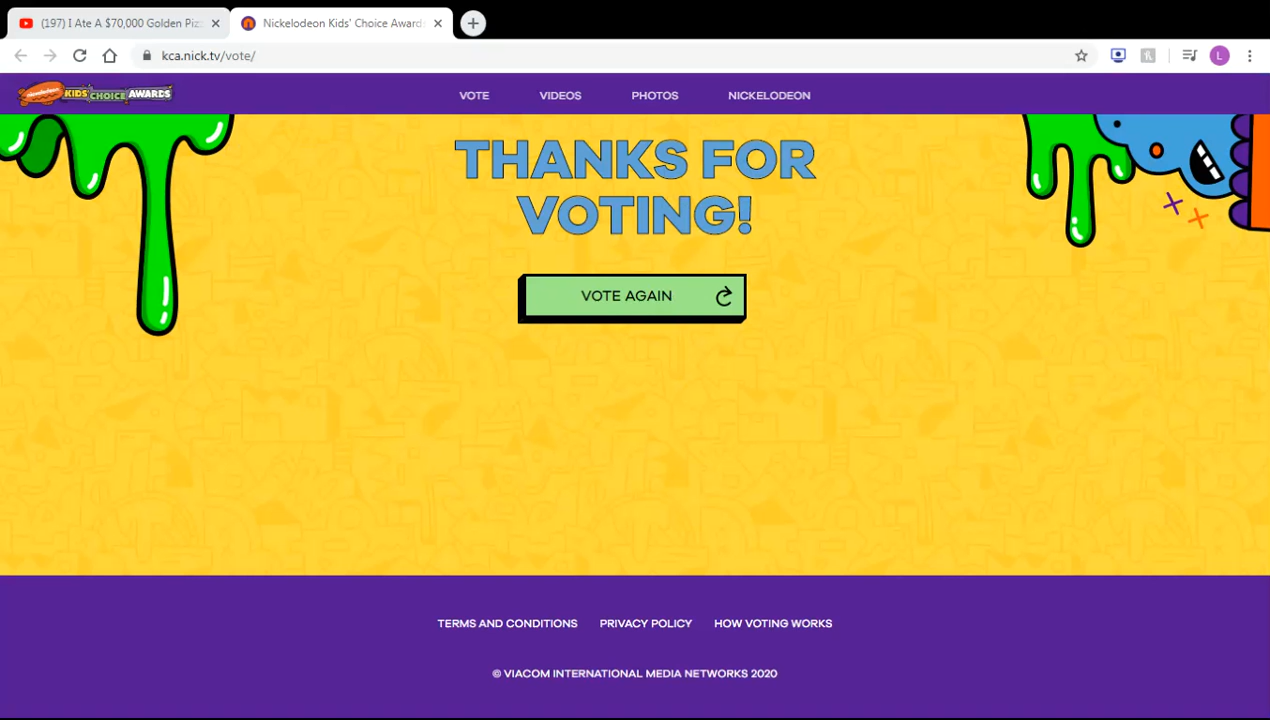 (197) I Ate A $70,000 Golden Piz
Nickelodeon Kids' Choice Award
kca.nick.tv/vote/
L
nickelodeon KIDS' CHOICE AWARDS
VOTE VIDEOS PHOTOS NICKELODEON
THANKS FOR
VOTING!
VOTE AGAIN
TERMS AND CONDITIONS PRIVACY POLICY HOW VOTING WORKS
© VIACOM INTERNATIONAL MEDIA NETWORKS 2020